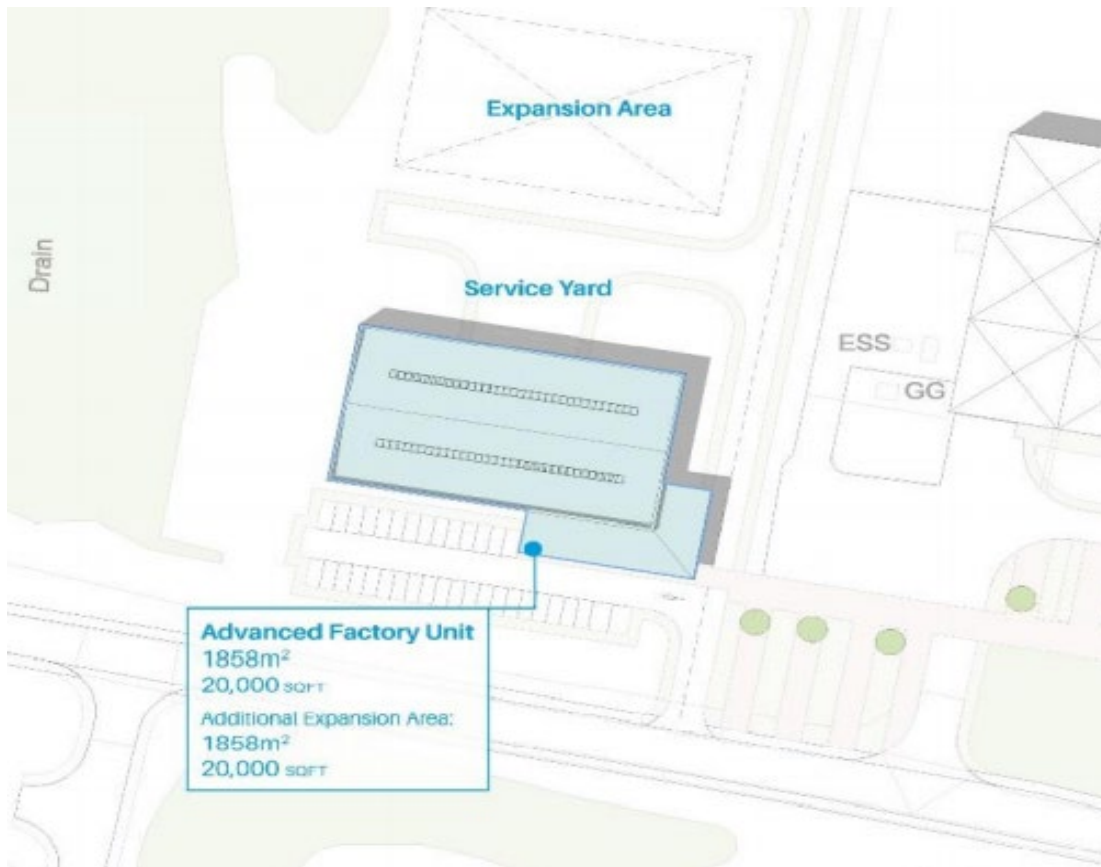 Expansion Area
Drain
Service Yard
ESS
GG
Advanced Factory Unit
1858m²
20,000 SQFT
Additional Expansion Area:
1858m²
20,000 SQFT